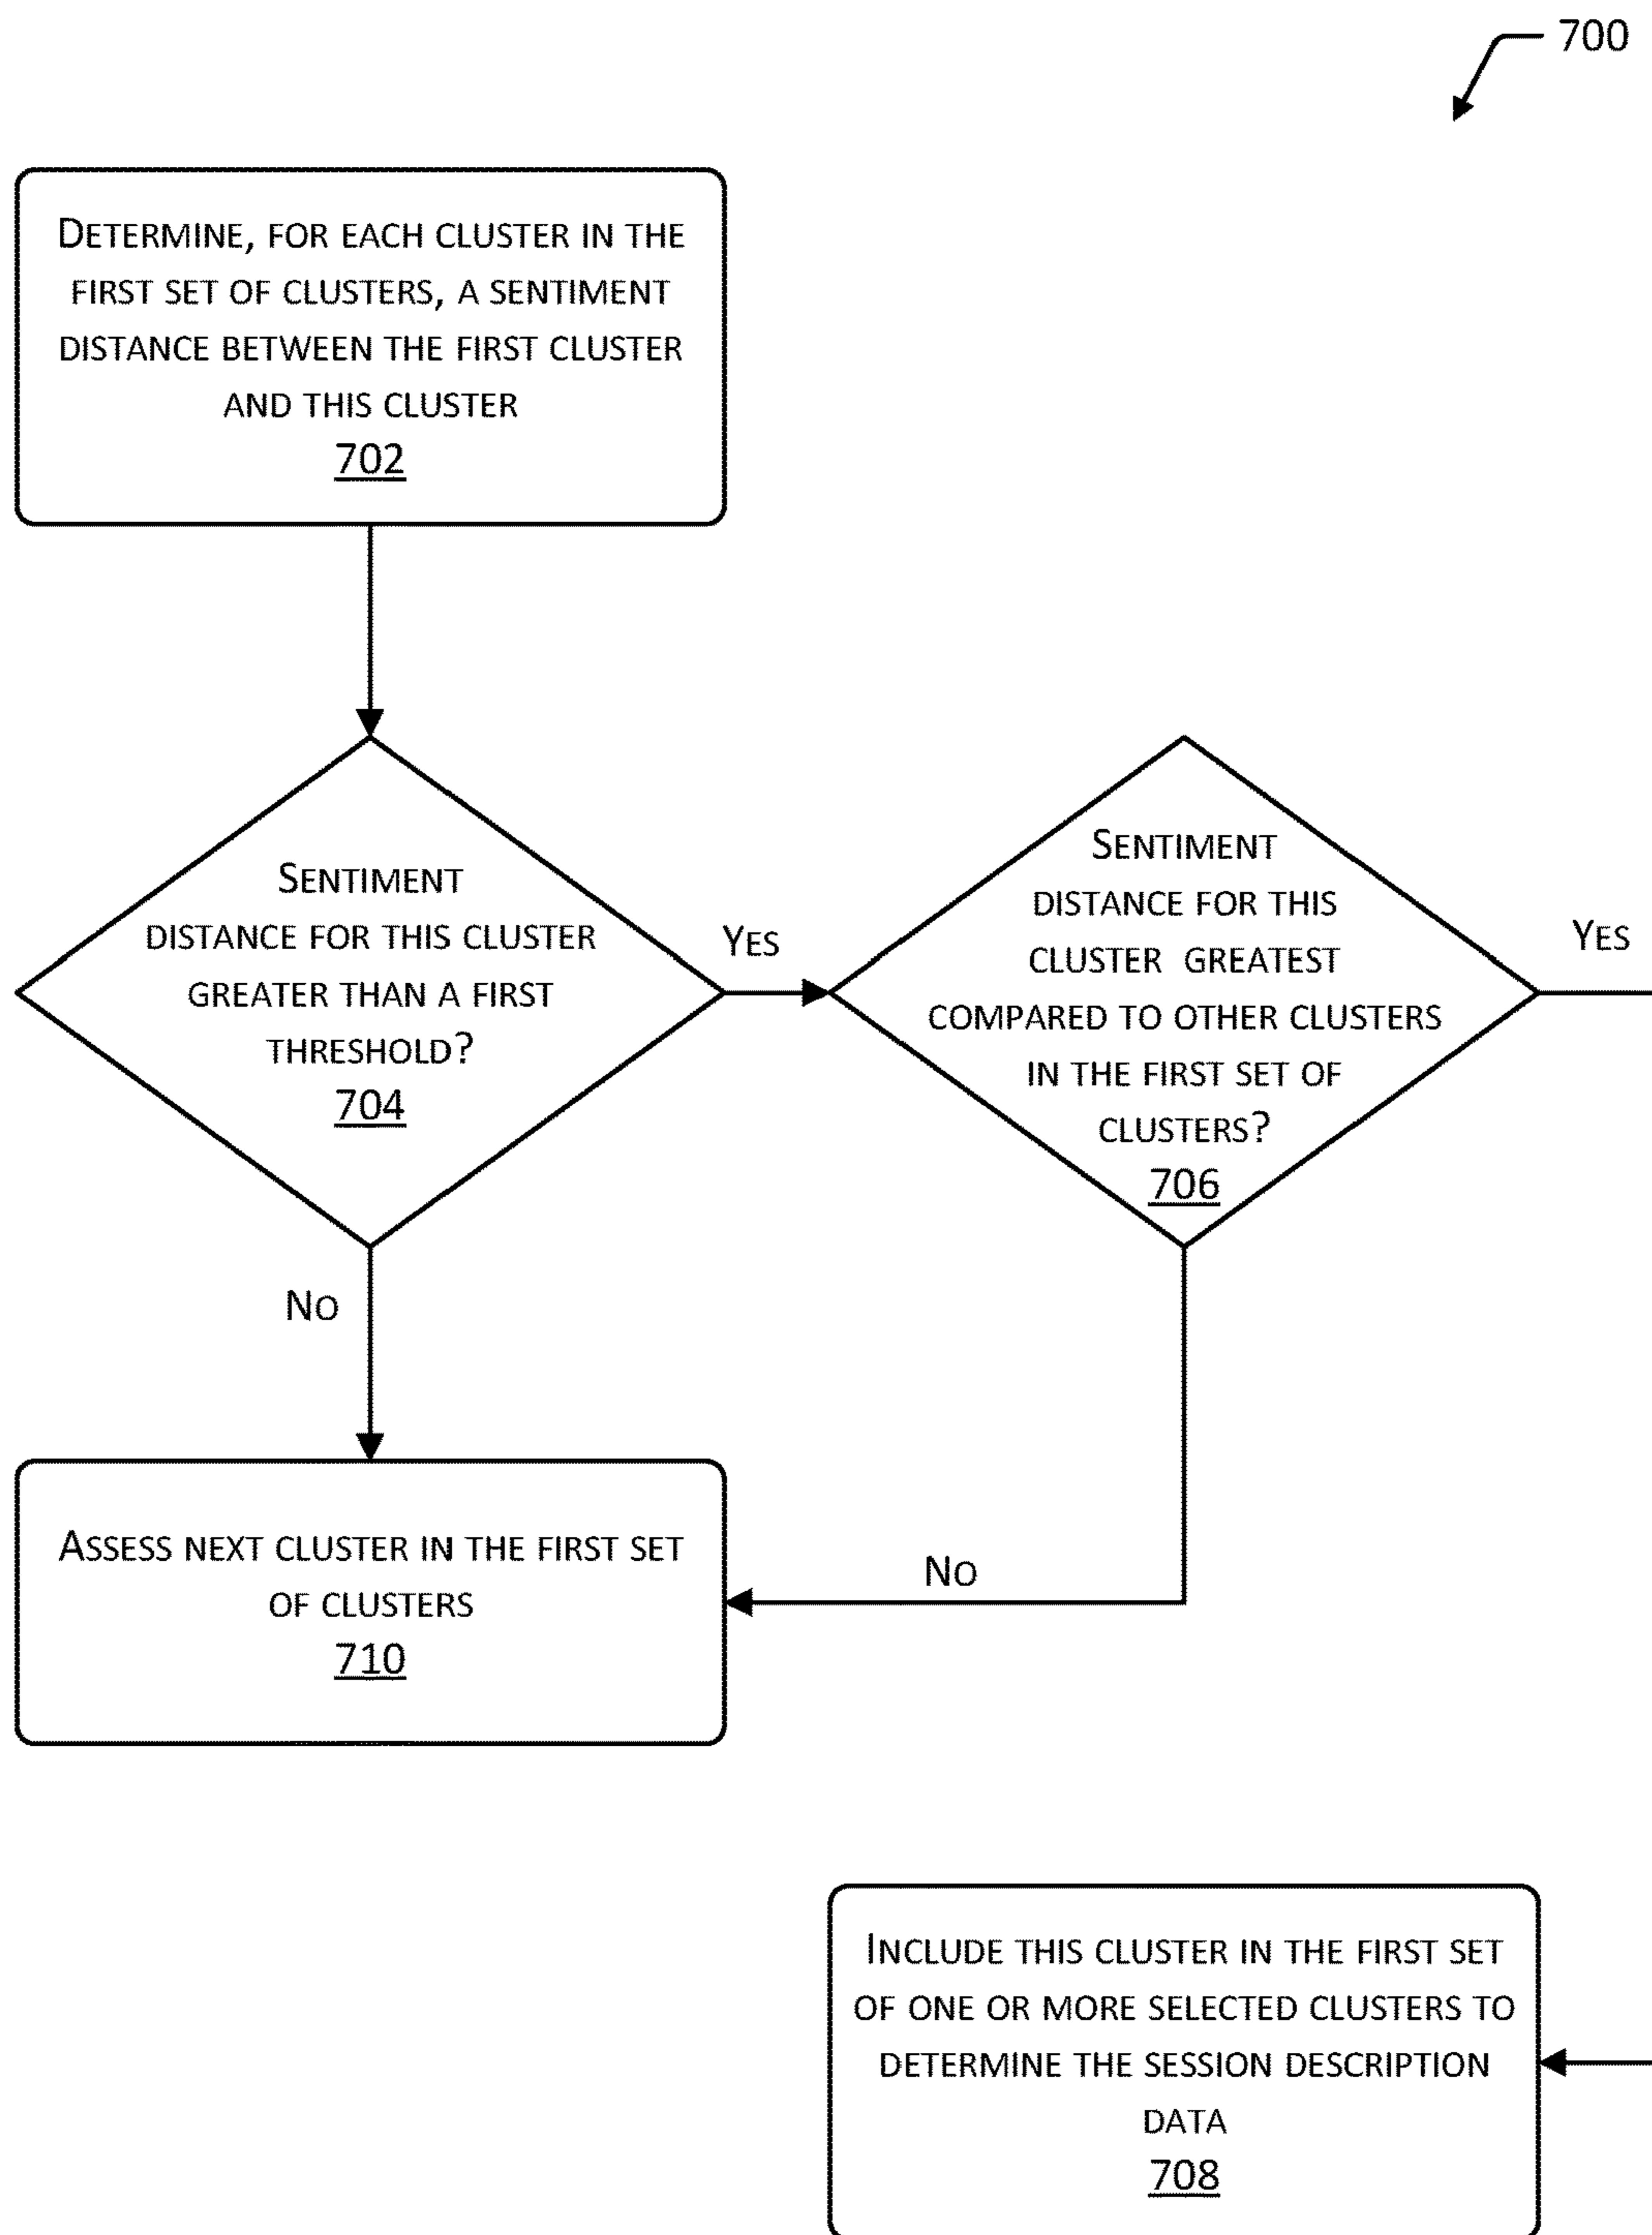 700
DETERMINE, FOR EACH CLUSTER IN THE
FIRST SET OF CLUSTERS, A SENTIMENT
DISTANCE BETWEEN THE FIRST CLUSTER
AND THIS CLUSTER
702
SENTIMENT
DISTANCE FOR THIS CLUSTER
GREATER THAN A FIRST
THRESHOLD?
704
YES
SENTIMENT
DISTANCE FOR THIS
CLUSTER GREATEST
COMPARED TO OTHER CLUSTERS
IN THE FIRST SET OF
CLUSTERS?
706
YES
NO
ASSESS NEXT CLUSTER IN THE FIRST SET
OF CLUSTERS
710
NO
INCLUDE THIS CLUSTER IN THE FIRST SET
OF ONE OR MORE SELECTED CLUSTERS TO
DETERMINE THE SESSION DESCRIPTION
DATA
708